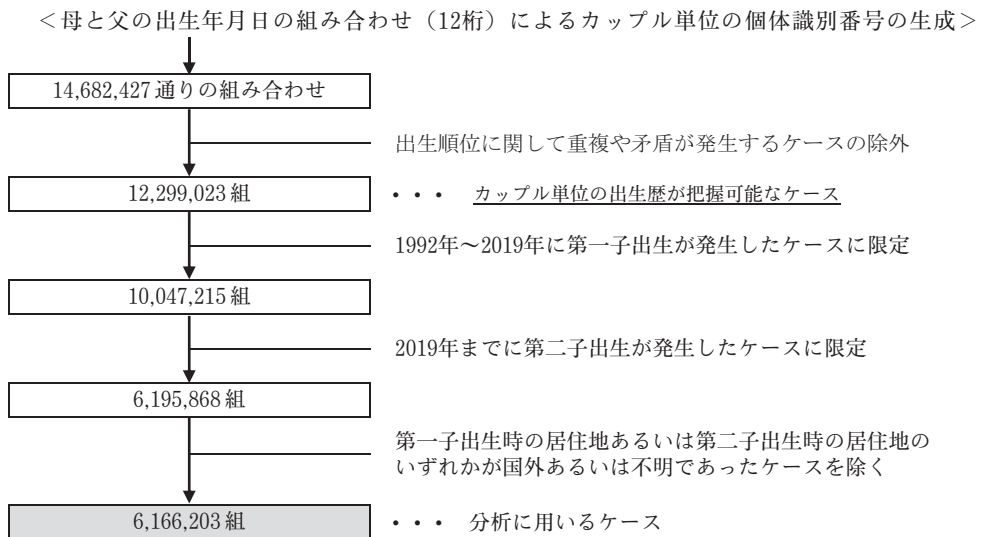 ＜母と父の出生年月日の組み合わせ（12桁）によるカップル単位の個体識別番号の生成＞
14,682,427通りの組み合わせ
出生順位に関して重複や矛盾が発生するケースの除外
12,299,023組
・・・ カップル単位の出生歴が把握可能なケース
1992年～2019年に第一子出生が発生したケースに限定
10,047,215組
2019年までに第二子出生が発生したケースに限定
6,195,868組
第一子出生時の居住地あるいは第二子出生時の居住地の
いずれかが国外あるいは不明であったケースを除く
6,166,203組
・・・ 分析に用いるケース